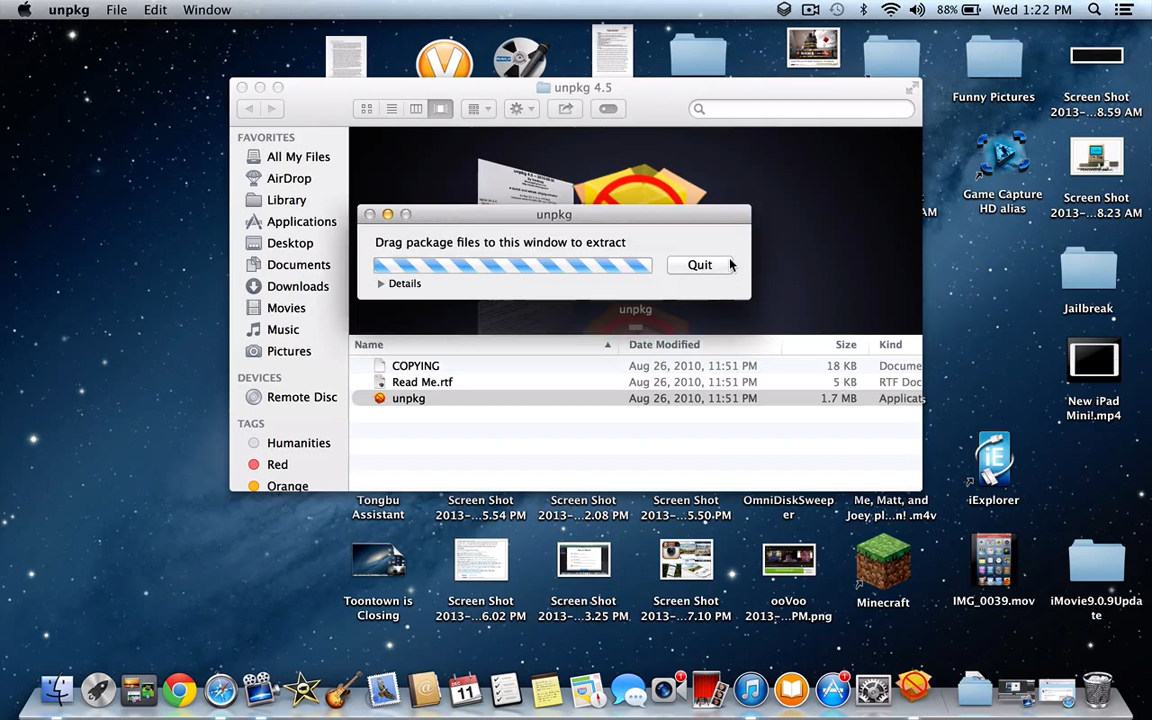 unpkg File Edit Window 88% Wed 1:22 PM
unpkg 4.5
FAVORITES
All My Files
AirDrop
Library
Applications
Desktop
Documents
Downloads
Movies
Music
Pictures
DEVICES
Remote Disc
TAGS
Humanities
Red
Orange
unpkg
Drag package files to this window to extract
Quit
Details
unpkg
Name Date Modified Size Kind
COPYING Aug 26, 2010, 11:51 PM 18 KB Docume
Read Me.rtf Aug 26, 2010, 11:51 PM 5 KB RTF Doc
unpkg Aug 26, 2010, 11:51 PM 1.7 MB Applicat
Funny Pictures
Screen Shot
2013-...8.59 AM
AM
Game Capture
HD alias
Screen Shot
2013-...8.23 AM
Jailbreak
New iPad
Mini!.mp4
iE
iExplorer
Tongbu
Assistant
Screen Shot
2013-...5.54 PM
Screen Shot
2013-...2.08 PM
Screen Shot
2013-...5.50.PM
OmniDiskSweep
er
Me, Matt, and
Joey pl...n! .m4v
Toontown is
Closing
Screen Shot
2013-...6.02 PM
Screen Shot
2013-...3.25 PM
Screen Shot
2013-...7.10 PM
ooVoo
2012-...PM.png
Minecraft
IMG_0039.mov
iMovie9.0.9Upda
te
DEC
11
1
1